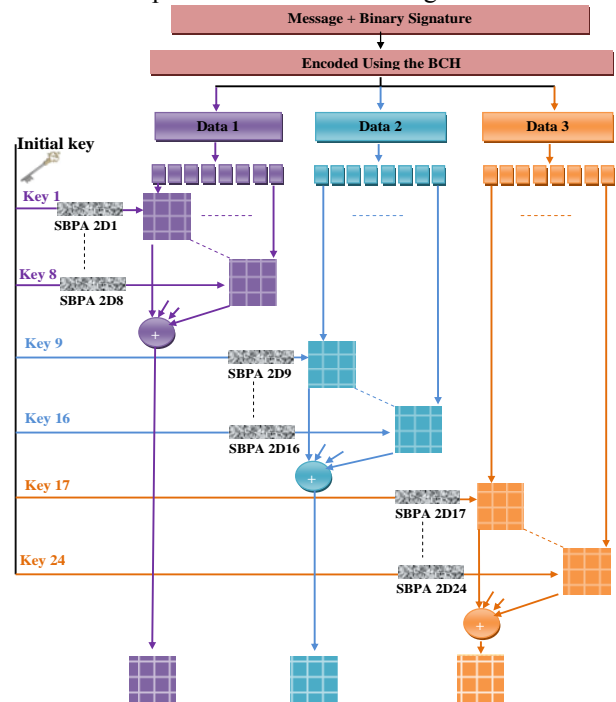 Message + Binary Signature
Encoded Using the BCH
Data 1
Data 2
Data 3
Initial key
Key 1
SBPA 2D1
Key 8
SBPA 2D8
+
Key 9
SBPA 2D9
Key 16
SBPA 2D16
+
Key 17
SBPA 2D17
Key 24
SBPA 2D24
+